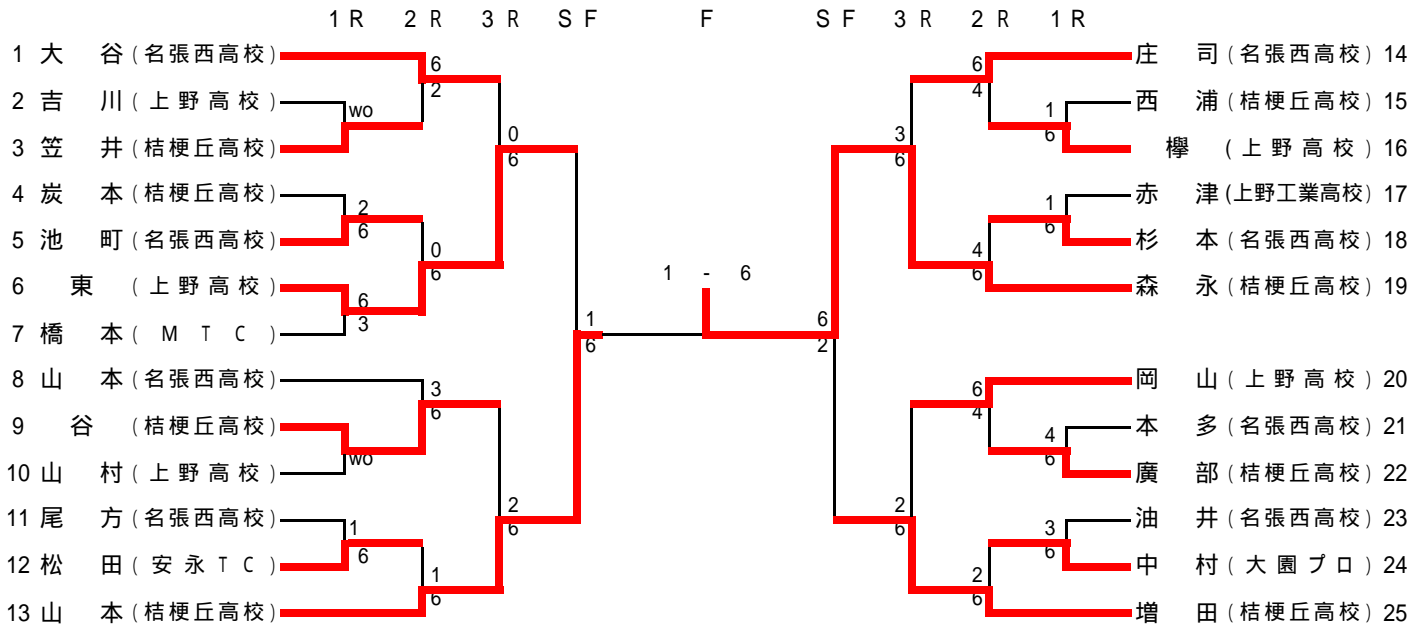 1R 2R 3R SF F SF 3R 2R 1R
1 大 谷 (名張西高校)
2 吉 川 (上野高校)
3 笠 井 (桔梗丘高校)
4 炭 本 (桔梗丘高校)
5 池 町 (名張西高校)
6 東 (上野高校)
7 橋 本 (MTC)
8 山 本 (名張西高校)
9 谷 (桔梗丘高校)
10 山 村 (上野高校)
11 尾 方 (名張西高校)
12 松 田 (安永TC)
13 山 本 (桔梗丘高校)
wo
2
6
6
3
wo
1
6
6
2
0
6
3
6
1
6
0
6
2
6
1
6
1 - 6
6
2
3
6
2
6
6
4
4
6
6
4
2
6
1
6
1
6
4
6
3
6
庄 司 (名張西高校) 14
西 浦 (桔梗丘高校) 15
欅 (上野高校) 16
赤 津 (上野工業高校) 17
杉 本 (名張西高校) 18
森 永 (桔梗丘高校) 19
岡 山 (上野高校) 20
本 多 (名張西高校) 21
廣 部 (桔梗丘高校) 22
油 井 (名張西高校) 23
中 村 (大園プロ) 24
増 田 (桔梗丘高校) 25